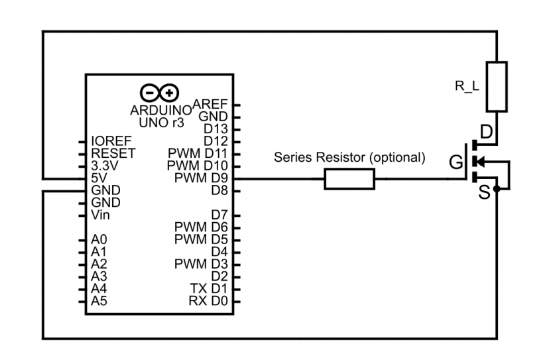 ARDUINO
UNO r3
IOREF
RESET
3.3V
5V
GND
GND
Vin
A0
A1
A2
A3
A4
A5
AREF
GND
D13
D12
PWM D11
PWM D10
PWM D9
D8
D7
PWM D6
PWM D5
D4
PWM D3
D2
TX D1
RX D0
Series Resistor (optional)
R_L
D
G
S